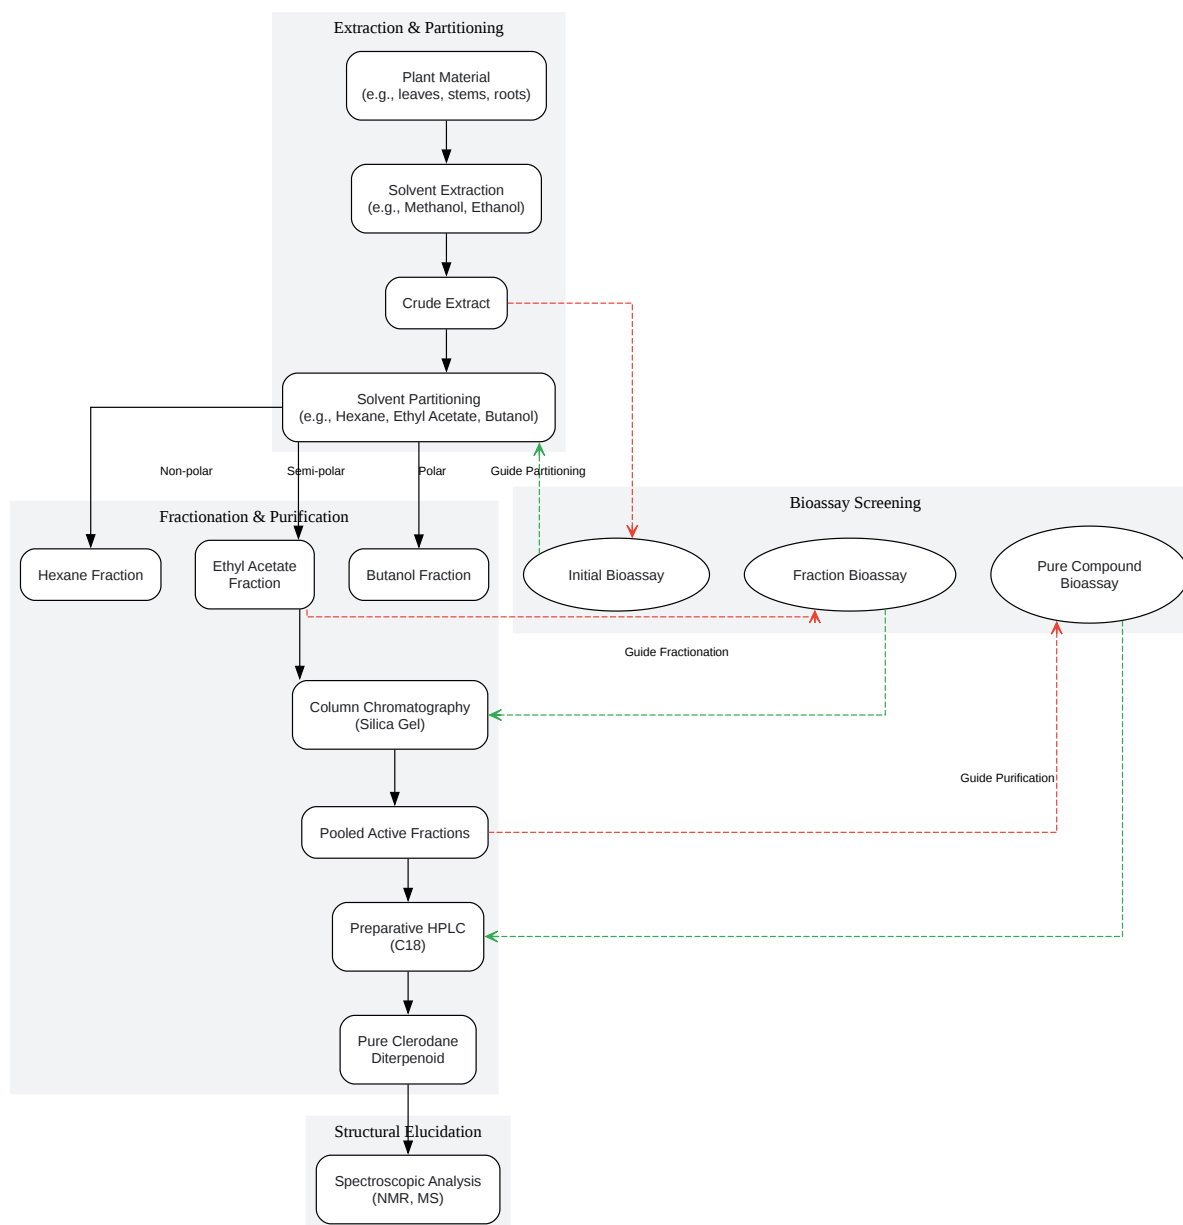 Extraction & Partitioning
Plant Material
(e.g., leaves, stems, roots)
Solvent Extraction
(e.g., Methanol, Ethanol)
Crude Extract
Solvent Partitioning
(e.g., Hexane, Ethyl Acetate, Butanol)
Non-polar
Semi-polar
Polar
Guide Partitioning
Fractionation & Purification
Bioassay Screening
Hexane Fraction
Ethyl Acetate
Fraction
Butanol Fraction
Initial Bioassay
Fraction Bioassay
Pure Compound
Bioassay
Guide Fractionation
Column Chromatography
(Silica Gel)
Guide Purification
Pooled Active Fractions
Preparative HPLC
(C18)
Pure Clerodane
Diterpenoid
Structural Elucidation
Spectroscopic Analysis
(NMR, MS)